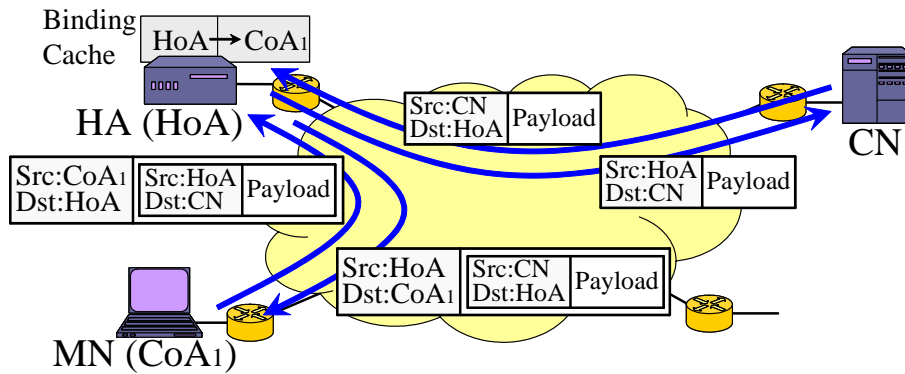 Binding
Cache
HoA → CoA1
HA (HoA)
CN
Src:CN
Dst:HoA
Payload
Src:HoA
Dst:CN
Payload
Src:CoA1
Dst:HoA
Src:HoA
Dst:CN
Payload
Src:HoA
Dst:CoA1
Src:CN
Dst:HoA
Payload
MN (CoA1)